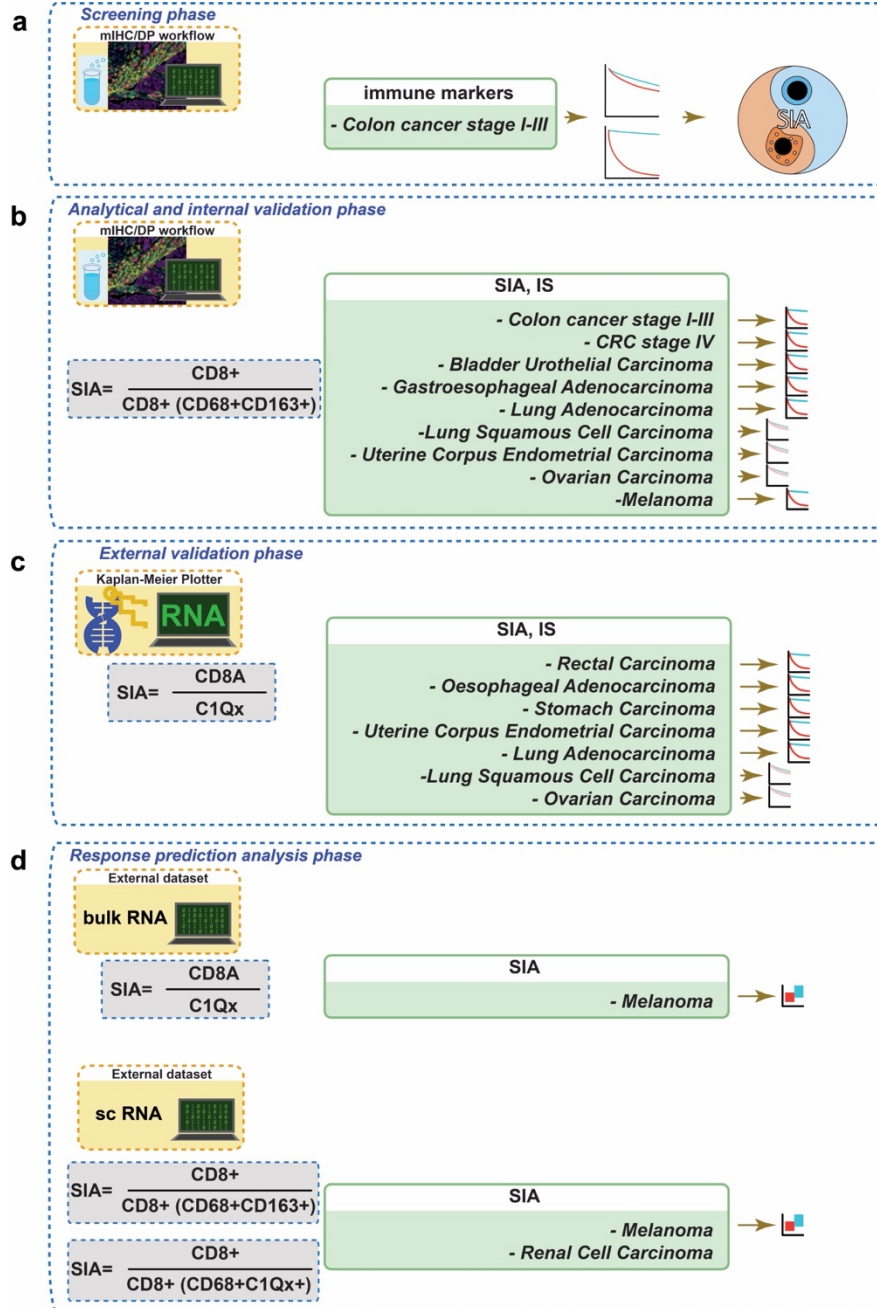 a
Screening phase
mIHC/DP workflow
immune markers
- Colon cancer stage I-III
SIA
b
Analytical and internal validation phase
mIHC/DP workflow
SIA, IS
- Colon cancer stage I-III
- CRC stage IV
- Bladder Urothelial Carcinoma
- Gastroesophageal Adenocarcinoma
- Lung Adenocarcinoma
-Lung Squamous Cell Carcinoma
- Uterine Corpus Endometrial Carcinoma
- Ovarian Carcinoma
-Melanoma
SIA=
CD8+
CD8+ (CD68+CD163+)
c
External validation phase
Kaplan-Meier Plotter
RNA
SIA=
CD8A
C1Qx
SIA, IS
- Rectal Carcinoma
- Oesophageal Adenocarcinoma
- Stomach Carcinoma
- Uterine Corpus Endometrial Carcinoma
- Lung Adenocarcinoma
-Lung Squamous Cell Carcinoma
- Ovarian Carcinoma
d
Response prediction analysis phase
External dataset
bulk RNA
SIA=
CD8A
C1Qx
SIA
- Melanoma
External dataset
sc RNA
SIA=
CD8+
CD8+ (CD68+CD163+)
SIA=
CD8+
CD8+ (CD68+C1Qx+)
SIA
- Melanoma
- Renal Cell Carcinoma